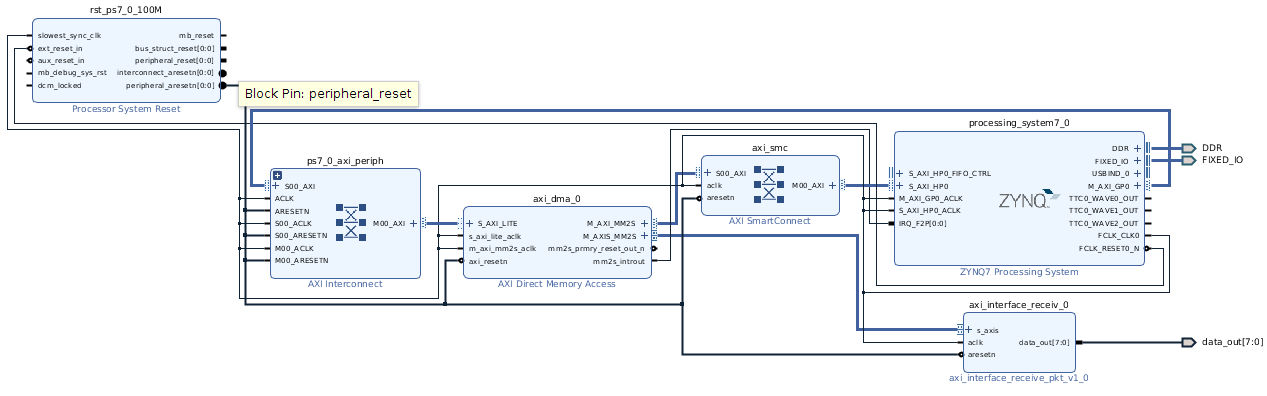 rst_ps7_0_100M
slowest_sync_clk
ext_reset_in
aux_reset_in
mb_debug_sys_rst
dcm_locked
mb_reset
bus_struct_reset[0:0]
peripheral_reset[0:0]
interconnect_aresetn[0:0]
peripheral_aresetn[0:0]
Processor System Reset
Block Pin: peripheral_reset
ps7_0_axi_periph
S00_AXI
ACLK
ARESETN
S00_ACLK
S00_ARESETN
M00_ACLK
M00_ARESETN
M00_AXI
AXI Interconnect
axi_dma_0
S_AXI_LITE
s_axi_lite_aclk
m_axi_mm2s_aclk
axi_resetn
M_AXI_MM2S
M_AXIS_MM2S
mm2s_prmry_reset_out_n
mm2s_introut
AXI Direct Memory Access
axi_smc
S00_AXI
aclk
aresetn
M00_AXI
AXI SmartConnect
processing_system7_0
S_AXI_HP0_FIFO_CTRL
S_AXI_HP0
M_AXI_GP0_ACLK
S_AXI_HP0_ACLK
IRQ_F2P[0:0]
ZYNQ
DDR
FIXED_IO
USBIND_0
M_AXI_GP0
TTC0_WAVE0_OUT
TTC0_WAVE1_OUT
TTC0_WAVE2_OUT
FCLK_CLK0
FCLK_RESET0_N
ZYNQ7 Processing System
DDR
FIXED_IO
axi_interface_receiv_0
s_axis
aclk
aresetn
data_out[7:0]
axi_interface_receive_pkt_v1_0
data_out[7:0]